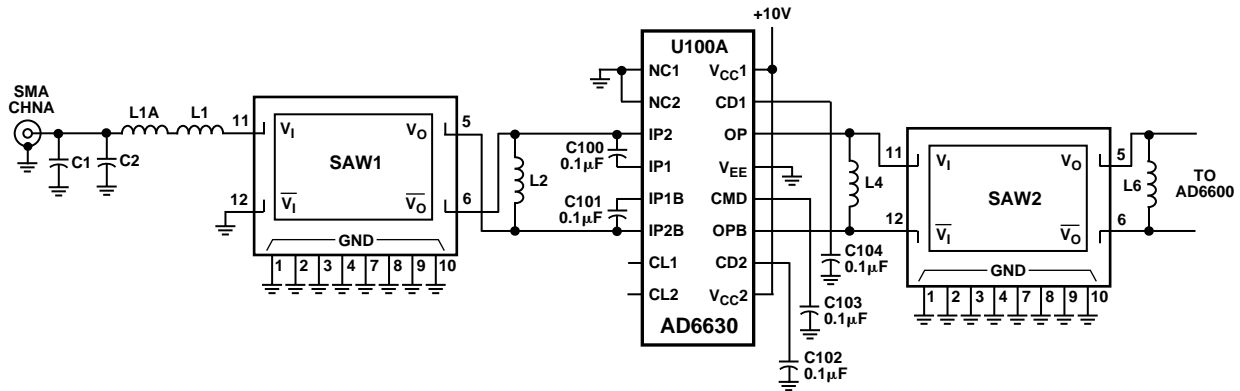 SMA
CHNA
C1
C2
L1A
L1
11
12
V_I
V̅_I̅
SAW1
V_O
V̅_O̅
5
6
GND
1 2 3 4 7 8 9 10
L2
C100
0.1µF
C101
0.1µF
+10V
U100A
NC1
NC2
IP2
IP1
IP1B
IP2B
CL1
CL2
V_CC1
CD1
OP
V_EE
CMD
OPB
CD2
V_CC2
AD6630
C104
0.1µF
C103
0.1µF
C102
0.1µF
L4
11
12
V_I
V̅_I̅
SAW2
V_O
V̅_O̅
5
6
GND
1 2 3 4 7 8 9 10
L6
TO
AD6600